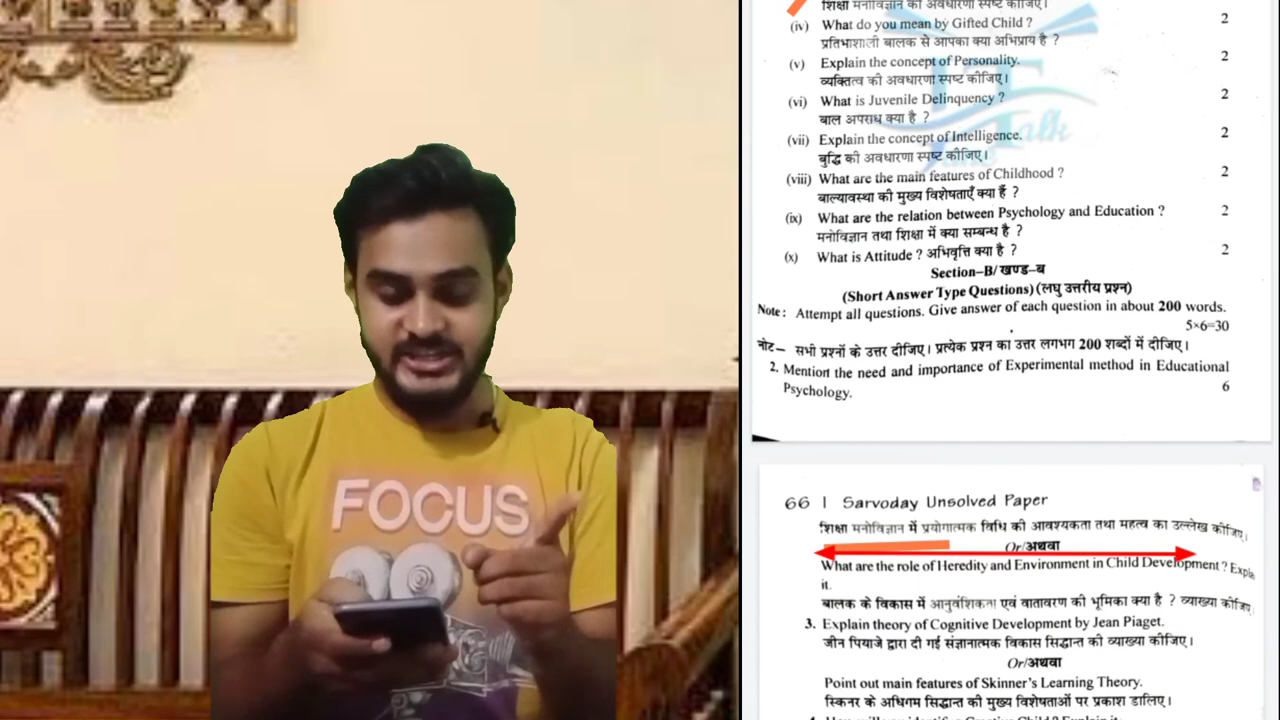 FOCUS
शिक्षा मनोविज्ञान की अवधारणा स्पष्ट कीजिए।
(iv) What do you mean by Gifted Child ? 2
प्रतिभाशाली बालक से आपका क्या अभिप्राय है ?
(v) Explain the concept of Personality. 2
व्यक्तित्व की अवधारणा स्पष्ट कीजिए।
(vi) What is Juvenile Delinquency ? 2
बाल अपराध क्या है ?
(vii) Explain the concept of Intelligence. 2
बुद्धि की अवधारणा स्पष्ट कीजिए।
(viii) What are the main features of Childhood ? 2
बाल्यावस्था की मुख्य विशेषताएँ क्या हैं ?
(ix) What are the relation between Psychology and Education ? 2
मनोविज्ञान तथा शिक्षा में क्या सम्बन्ध है ?
(x) What is Attitude ? अभिवृत्ति क्या है ? 2
Section–B/खण्ड–ब
(Short Answer Type Questions) (लघु उत्तरीय प्रश्न)
Note: Attempt all questions. Give answer of each question in about 200 words.
5×6=30
नोट– सभी प्रश्नों के उत्तर दीजिए। प्रत्येक प्रश्न का उत्तर लगभग 200 शब्दों में दीजिए।
2. Mention the need and importance of Experimental method in Educational
Psychology. 6
66 | Sarvoday Unsolved Paper
शिक्षा मनोविज्ञान में प्रयोगात्मक विधि की आवश्यकता तथा महत्व का उल्लेख कीजिए।
Or/अथवा
What are the role of Heredity and Environment in Child Development ?
it.
बालक के विकास में आनुवंशिकता एवं वातावरण की भूमिका क्या है ? व्याख्या कीजिए
3. Explain theory of Cognitive Development by Jean Piaget.
जीन पियाजे द्वारा दी गई संज्ञानात्मक विकास सिद्धान्त की व्याख्या कीजिए।
Or/अथवा
Point out main features of Skinner's Learning Theory.
स्किनर के अधिगम सिद्धान्त की मुख्य विशेषताओं पर प्रकाश डालिए।